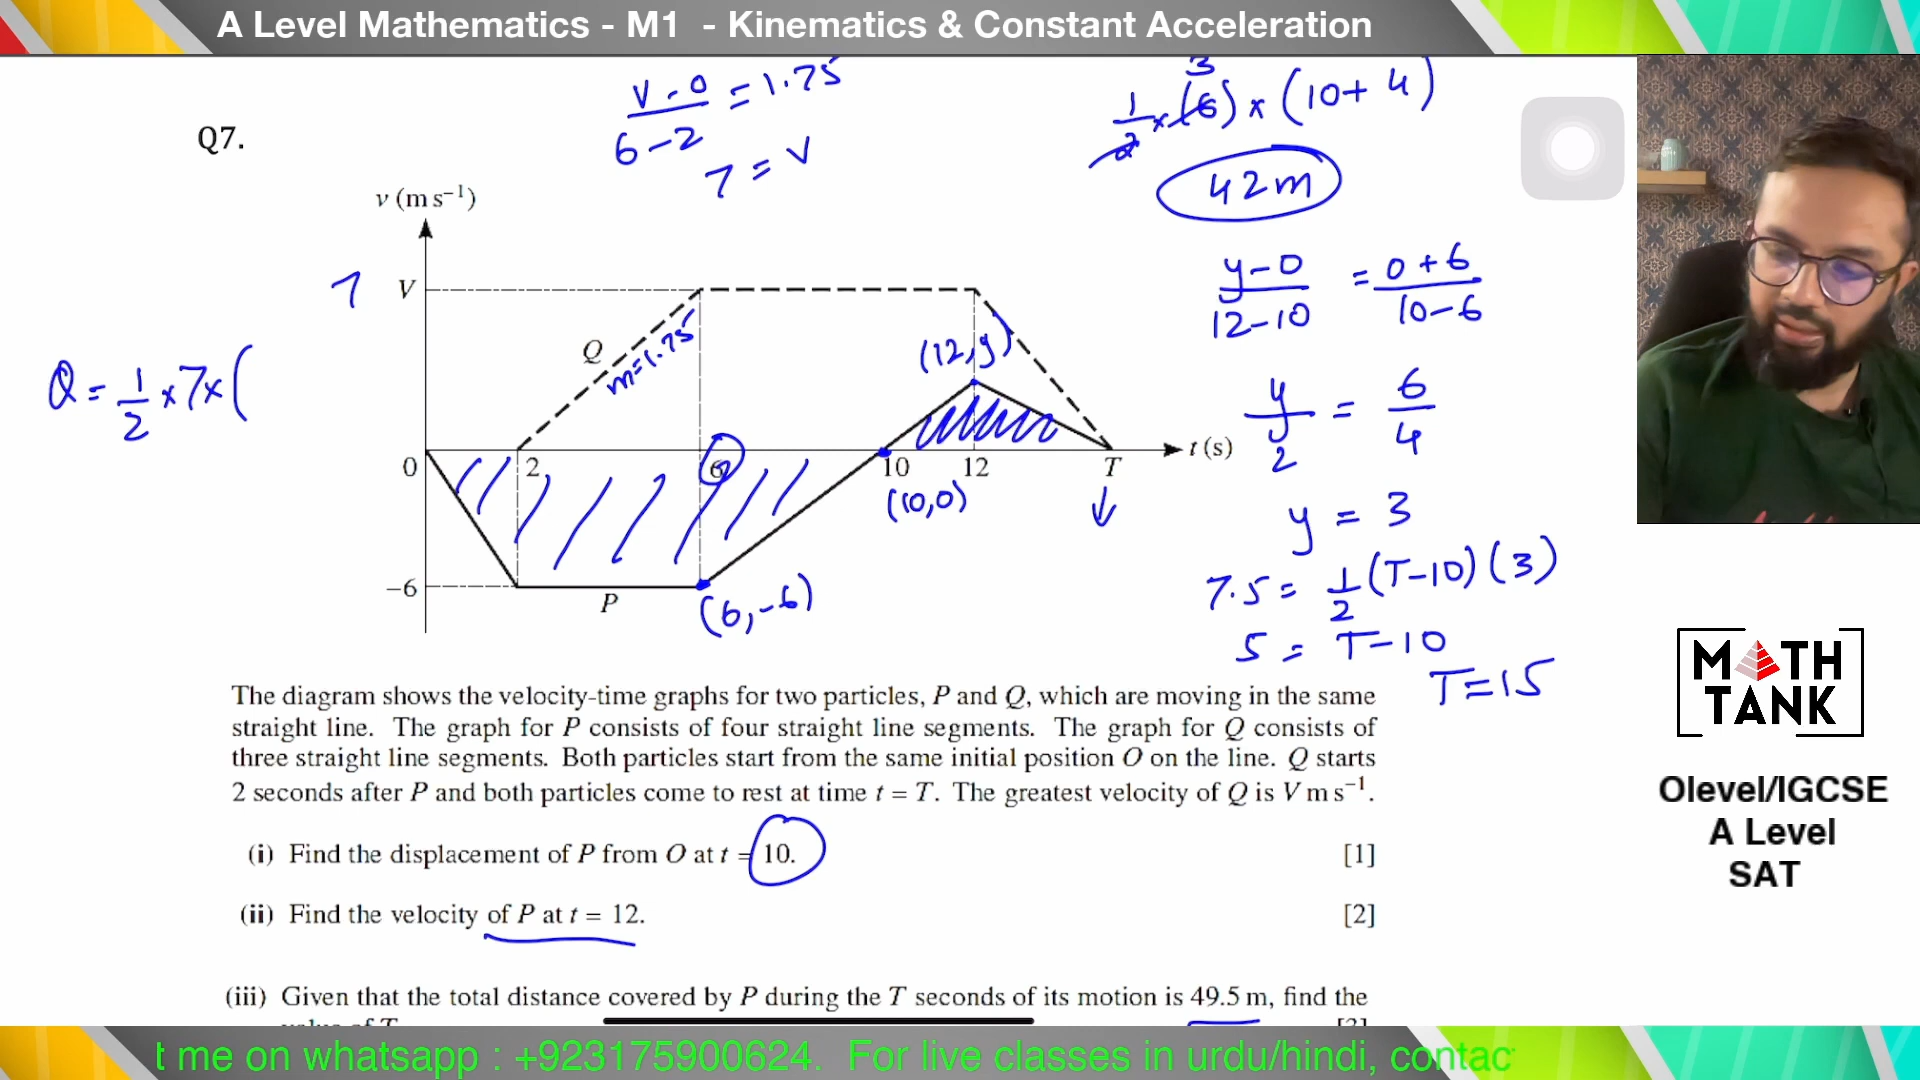 A Level Mathematics - M1 - Kinematics & Constant Acceleration
Q7.
v - 0 / 6 - 2 = 1.75
7 = v
1/2 × (6) × (10 + 4)
3
42m
v (m s⁻¹)
7 V
Q
m=1.75
(12,y)
0 2 6 10 12 T t (s)
(10,0)
-6
P
(6,-6)
Q = 1/2 × 7 × (
y-0 / 12-10 = 0+6 / 10-6
y / 2 = 6 / 4
y = 3
7.5 = 1/2 (T-10)(3)
5 = T-10
T=15
The diagram shows the velocity-time graphs for two particles, P and Q, which are moving in the same
straight line. The graph for P consists of four straight line segments. The graph for Q consists of
three straight line segments. Both particles start from the same initial position O on the line. Q starts
2 seconds after P and both particles come to rest at time t = T. The greatest velocity of Q is V m s⁻¹.
(i) Find the displacement of P from O at t = 10. [1]
(ii) Find the velocity of P at t = 12. [2]
(iii) Given that the total distance covered by P during the T seconds of its motion is 49.5 m, find the
MATH
TANK
Olevel/IGCSE
A Level
SAT
t me on whatsapp : +923175900624. For live classes in urdu/hindi, contac